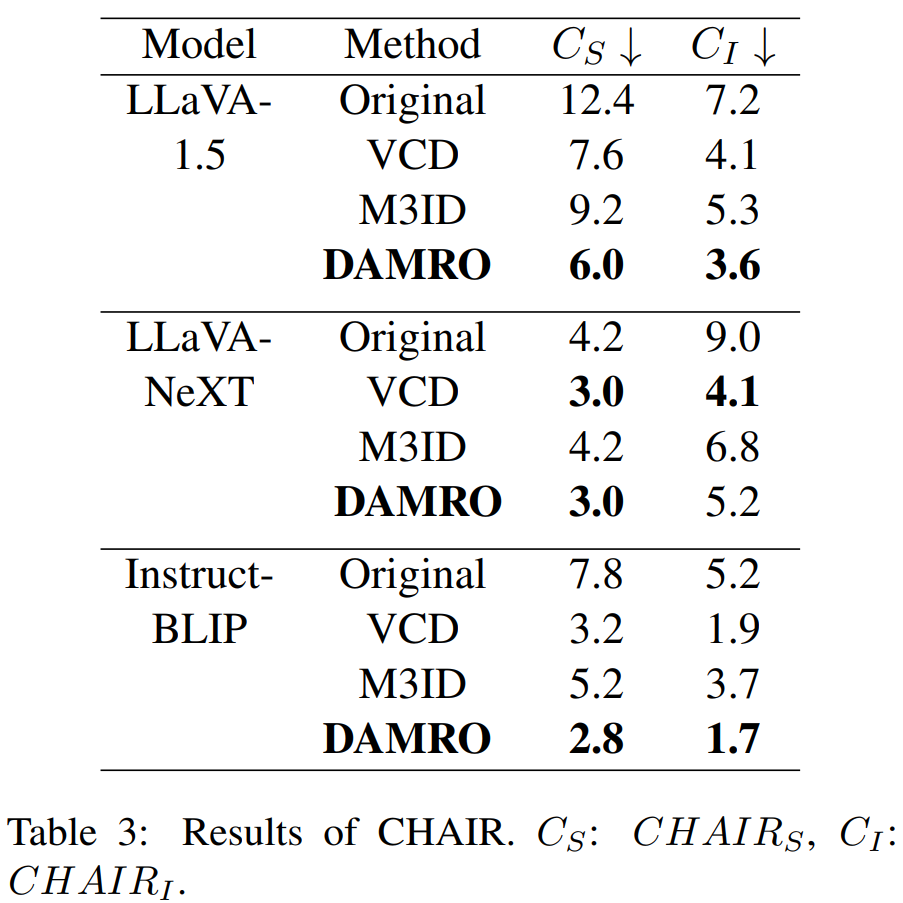 Model Method C_S ↓ C_I ↓
LLaVA- Original 12.4 7.2
1.5 VCD 7.6 4.1
M3ID 9.2 5.3
DAMRO 6.0 3.6
LLaVA- Original 4.2 9.0
NeXT VCD 3.0 4.1
M3ID 4.2 6.8
DAMRO 3.0 5.2
Instruct- Original 7.8 5.2
BLIP VCD 3.2 1.9
M3ID 5.2 3.7
DAMRO 2.8 1.7
Table 3: Results of CHAIR. C_S: CHAIR_S, C_I:
CHAIR_I.